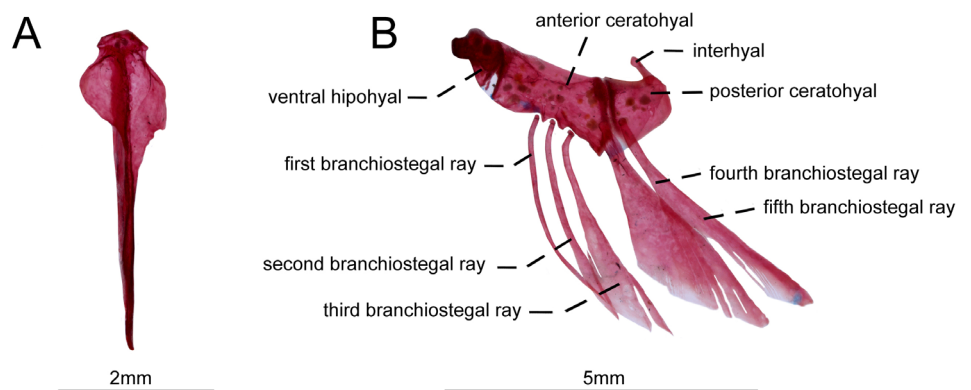 A
B
anterior ceratohyal
interhyal
ventral hipohyal
posterior ceratohyal
first branchiostegal ray
fourth branchiostegal ray
fifth branchiostegal ray
second branchiostegal ray
third branchiostegal ray
2mm
5mm